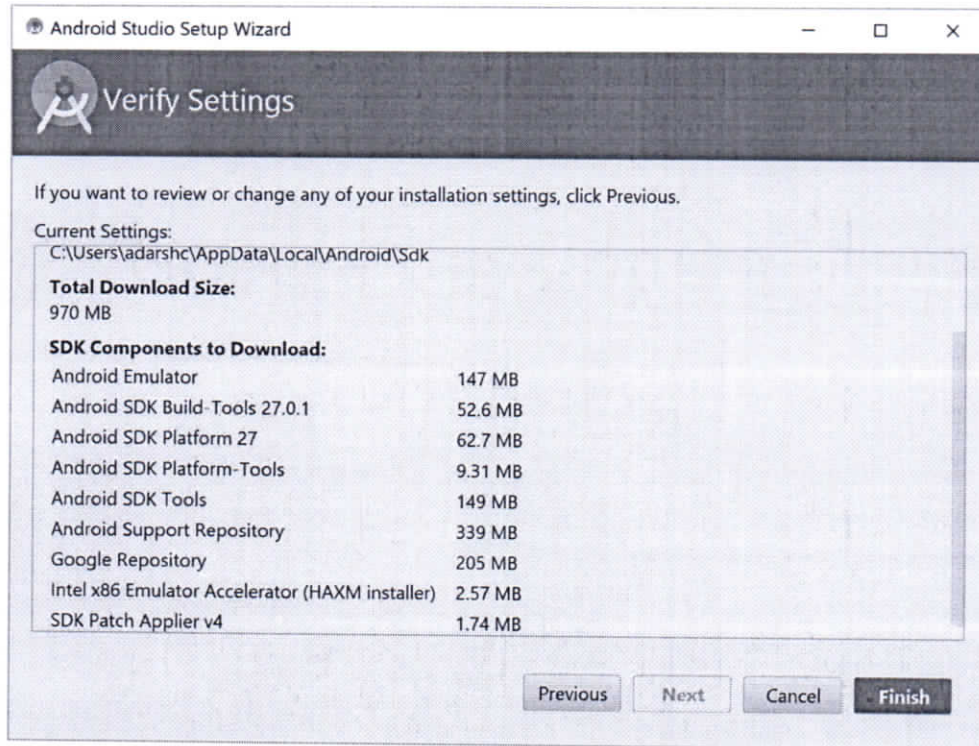 Android Studio Setup Wizard
Verify Settings
If you want to review or change any of your installation settings, click Previous.
Current Settings:
C:\Users\adarshc\AppData\Local\Android\Sdk
Total Download Size:
970 MB
SDK Components to Download:
Android Emulator 147 MB
Android SDK Build-Tools 27.0.1 52.6 MB
Android SDK Platform 27 62.7 MB
Android SDK Platform-Tools 9.31 MB
Android SDK Tools 149 MB
Android Support Repository 339 MB
Google Repository 205 MB
Intel x86 Emulator Accelerator (HAXM installer) 2.57 MB
SDK Patch Applier v4 1.74 MB
Previous Next Cancel Finish